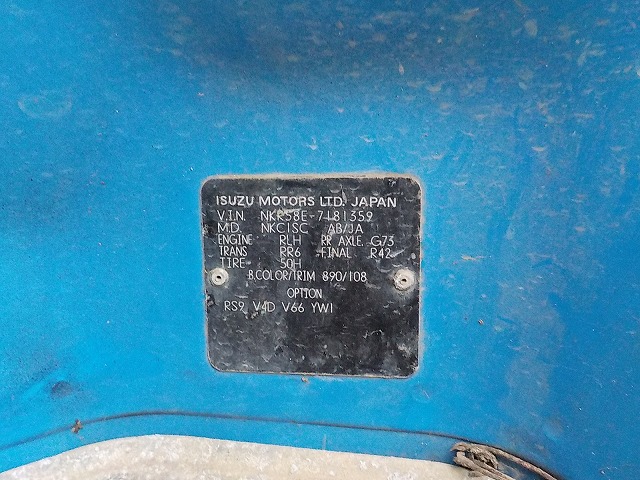 ISUZU MOTORS LTD. JAPAN
V.I.N. NKR58E-7181359
M.D. NKC1SC AB/JA
ENGINE RLH RR AXLE G73
TRANS RR6 FINAL R42
TIRE 50H
B.COLOR/TRIM 890/108
OPTION
RS9 V4D V66 YW1